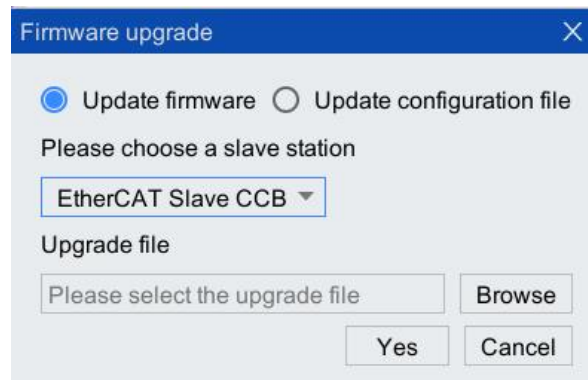 Firmware upgrade
Update firmware Update configuration file
Please choose a slave station
EtherCAT Slave CCB
Upgrade file
Please select the upgrade file Browse
Yes Cancel